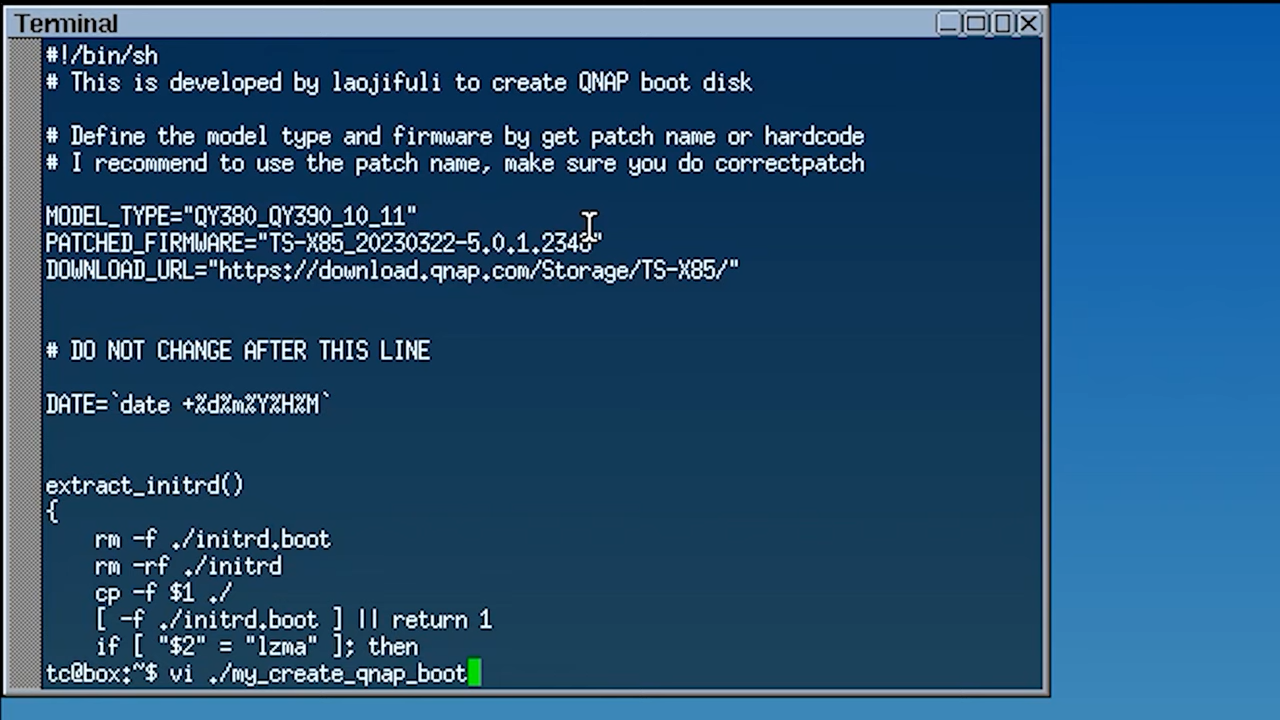 Terminal
#!/bin/sh
# This is developed by laojifuli to create QNAP boot disk
# Define the model type and firmware by get patch name or hardcode
# I recommend to use the patch name, make sure you do correctpatch
MODEL_TYPE="QY380_QY390_10_11"
PATCHED_FIRMWARE="TS-X85_20230322-5.0.1.2348"
DOWNLOAD_URL="https://download.qnap.com/Storage/TS-X85/"
# DO NOT CHANGE AFTER THIS LINE
DATE=`date +%d%m%Y%H%M`
extract_initrd()
{
rm -f ./initrd.boot
rm -rf ./initrd
cp -f $1 ./
[ -f ./initrd.boot ] || return 1
if [ "$2" = "lzma" ]; then
tc@box:~$ vi ./my_create_qnap_boot